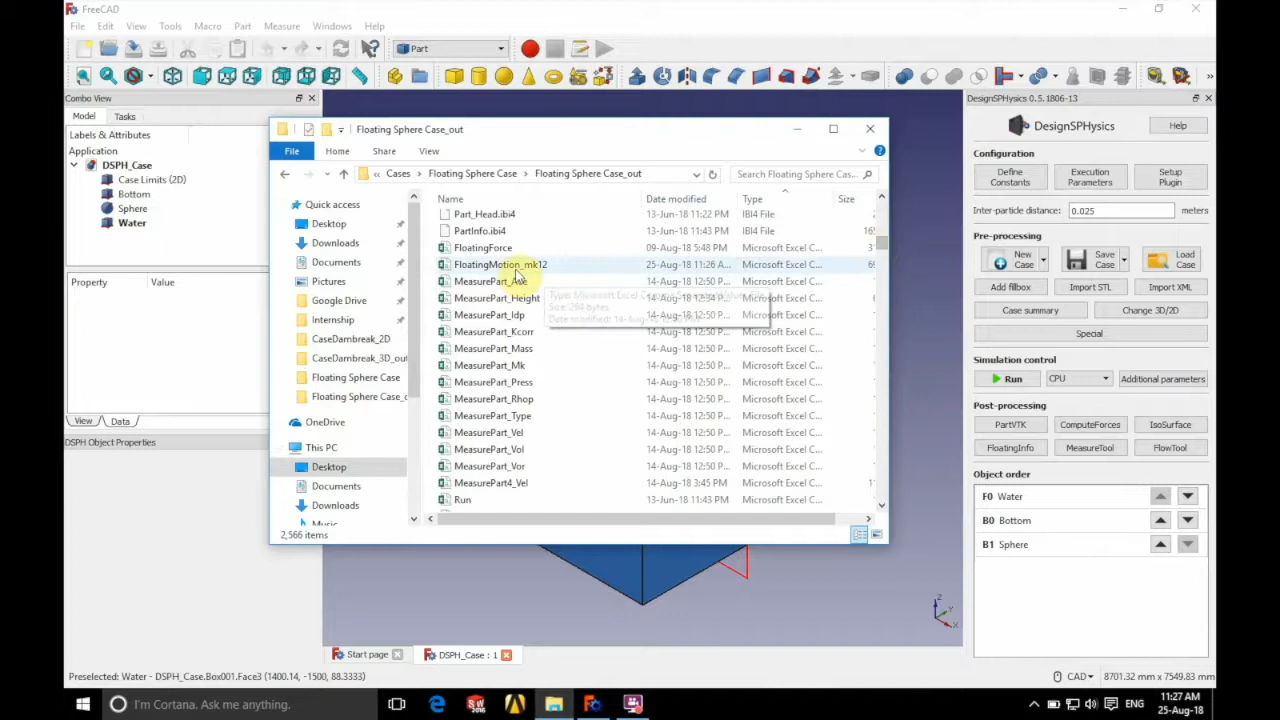 FreeCAD
File Edit View Tools Macro Part Measure Windows Help
Part
Combo View
Model Tasks
Labels & Attributes
Application
DSPH_Case
Case Limits (2D)
Bottom
Sphere
Water
Property Value
View Data
DSPH Object Properties
Floating Sphere Case_out
File Home Share View
Cases Floating Sphere Case Floating Sphere Case_out
Search Floating Sphere Case...
Quick access
Desktop
Downloads
Documents
Pictures
Google Drive
Internship
CaseDambreak_2D
CaseDambreak_3D_out
Floating Sphere Case
Floating Sphere Case_o
OneDrive
This PC
Desktop
Documents
Downloads
Music
Name Date modified Type Size
Part_Head.ibi4 13-Jun-18 11:22 PM IBI4 File
PartInfo.ibi4 13-Jun-18 11:43 PM IBI4 File 165
FloatingForce 09-Aug-18 5:48 PM Microsoft Excel C...
FloatingMotion_mk12 25-Aug-18 11:26 A... Microsoft Excel C... 69
MeasurePart_Ace Microsoft Excel C...
MeasurePart_Height Microsoft Excel C...
MeasurePart_Idp 14-Aug-18 12:50 P... Microsoft Excel C...
MeasurePart_Kcorr 14-Aug-18 12:50 P... Microsoft Excel C...
MeasurePart_Mass 14-Aug-18 12:50 P... Microsoft Excel C...
MeasurePart_Mk 14-Aug-18 12:50 P... Microsoft Excel C...
MeasurePart_Press 14-Aug-18 12:50 P... Microsoft Excel C...
MeasurePart_Rhop 14-Aug-18 12:50 P... Microsoft Excel C...
MeasurePart_Type 14-Aug-18 12:50 P... Microsoft Excel C...
MeasurePart_Vel 14-Aug-18 12:50 P... Microsoft Excel C...
MeasurePart_Vol 14-Aug-18 12:50 P... Microsoft Excel C...
MeasurePart_Vor 14-Aug-18 12:50 P... Microsoft Excel C...
MeasurePart4_Vel 14-Aug-18 3:45 PM Microsoft Excel C...
Run 13-Jun-18 11:43 PM Microsoft Excel C...
2,566 items
DesignSPHysics 0.5.1806-13
DesignSPHysics Help
Configuration
Define Constants Execution Parameters Setup Plugin
Inter-particle distance: 0.025 meters
Pre-processing
New Case Save Case Load Case
Add fillbox Import STL Import XML
Case summary Change 3D/2D
Special
Simulation control
Run CPU Additional parameters
Post-processing
PartVTK ComputeForces IsoSurface
FloatingInfo MeasureTool FlowTool
Object order
F0 Water
B0 Bottom
B1 Sphere
Z
Y
X
Start page DSPH_Case : 1
Preselected: Water - DSPH_Case.Box001.Face3 (1400.14, -1500, 88.3333) CAD 8701.32 mm x 7549.83 mm
I'm Cortana. Ask me anything.
ENG
11:27 AM
25-Aug-18